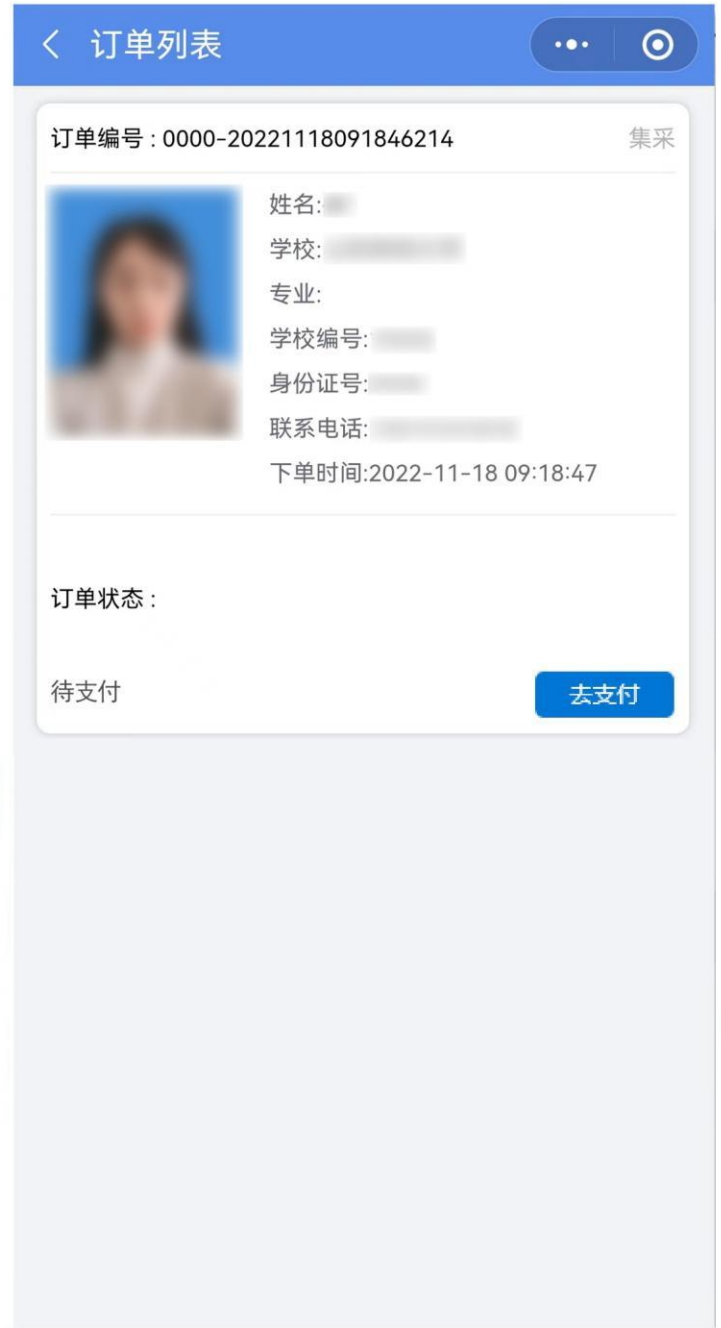 订单列表
订单编号 : 0000-20221118091846214
集采
姓名:
学校:
专业:
学校编号:
身份证号:
联系电话:
下单时间:2022-11-18 09:18:47
订单状态 :
待支付
去支付